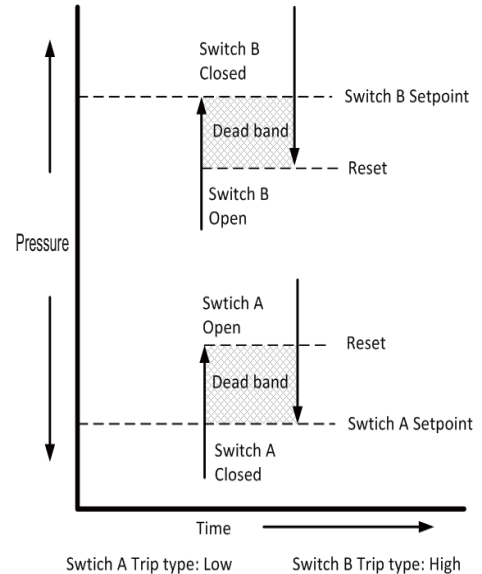 Switch B
Closed
Switch B Setpoint
Dead band
Reset
Switch B
Open
Pressure
Swtich A
Open
Reset
Dead band
Swtich A Setpoint
Switch A
Closed
Time
Swtich A Trip type: Low
Switch B Trip type: High